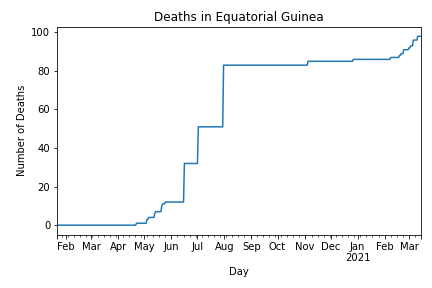 Deaths in Equatorial Guinea
Number of Deaths
100
80
60
40
20
0
Feb Mar Apr May Jun Jul Aug Sep Oct Nov Dec Jan Feb Mar
2021
Day